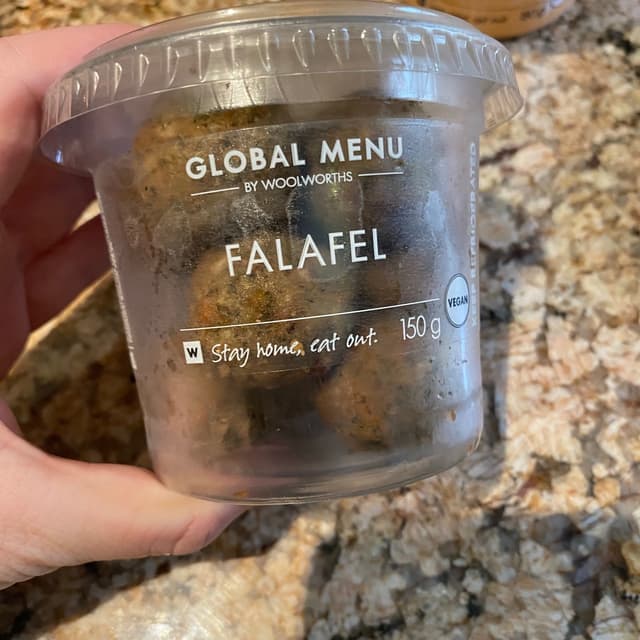 GLOBAL MENU
BY WOOLWORTHS
FALAFEL
VEGAN
W Stay home, eat out. 150 g